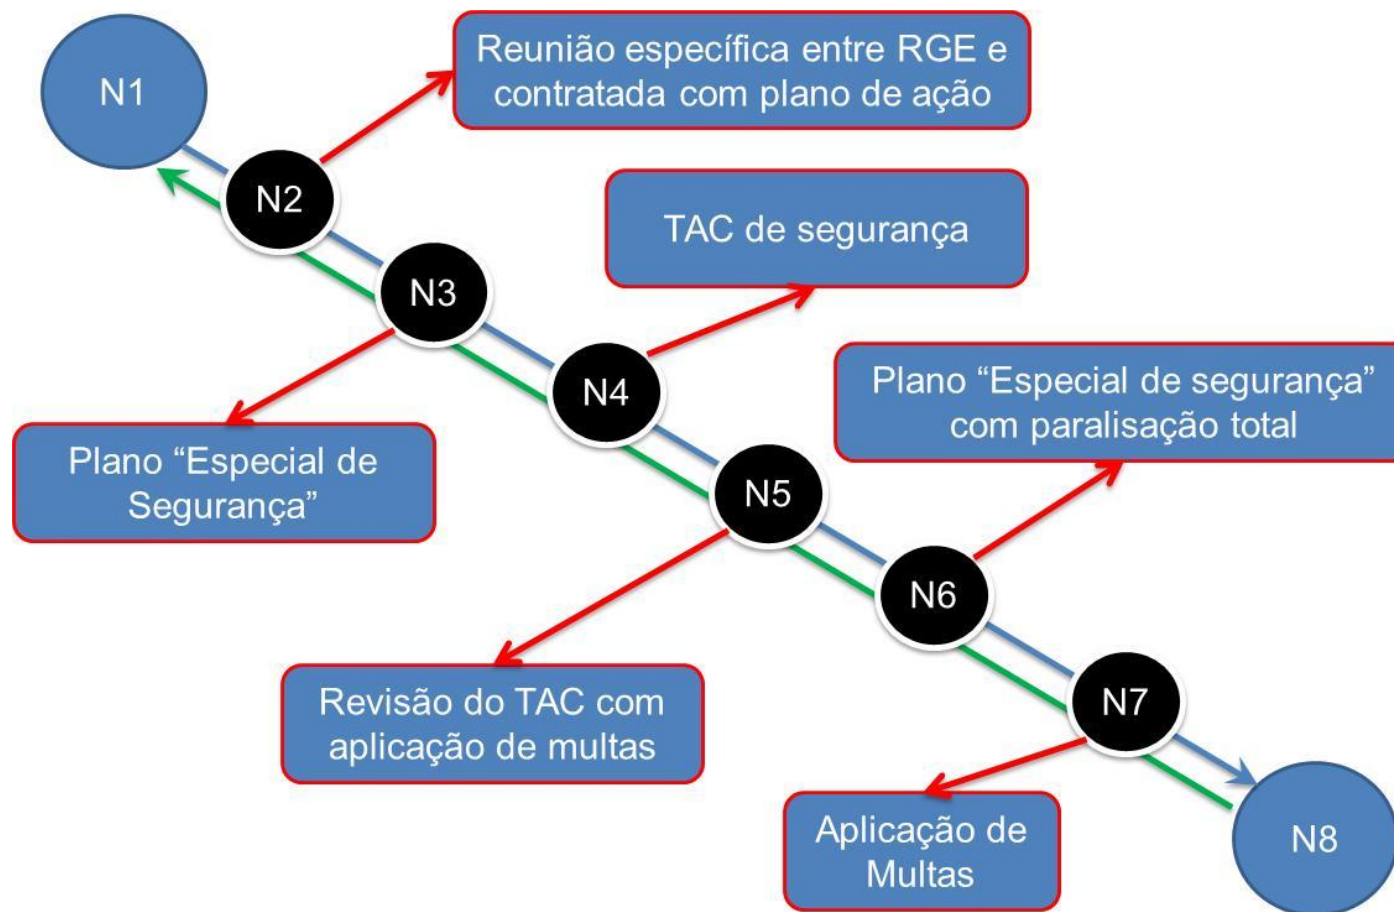 N1
Reunião específica entre RGE e
contratada com plano de ação
N2
TAC de segurança
N3
Plano “Especial de segurança”
com paralisação total
N4
Plano “Especial de
Segurança”
N5
N6
Revisão do TAC com
aplicação de multas
N7
Aplicação de
Multas
N8